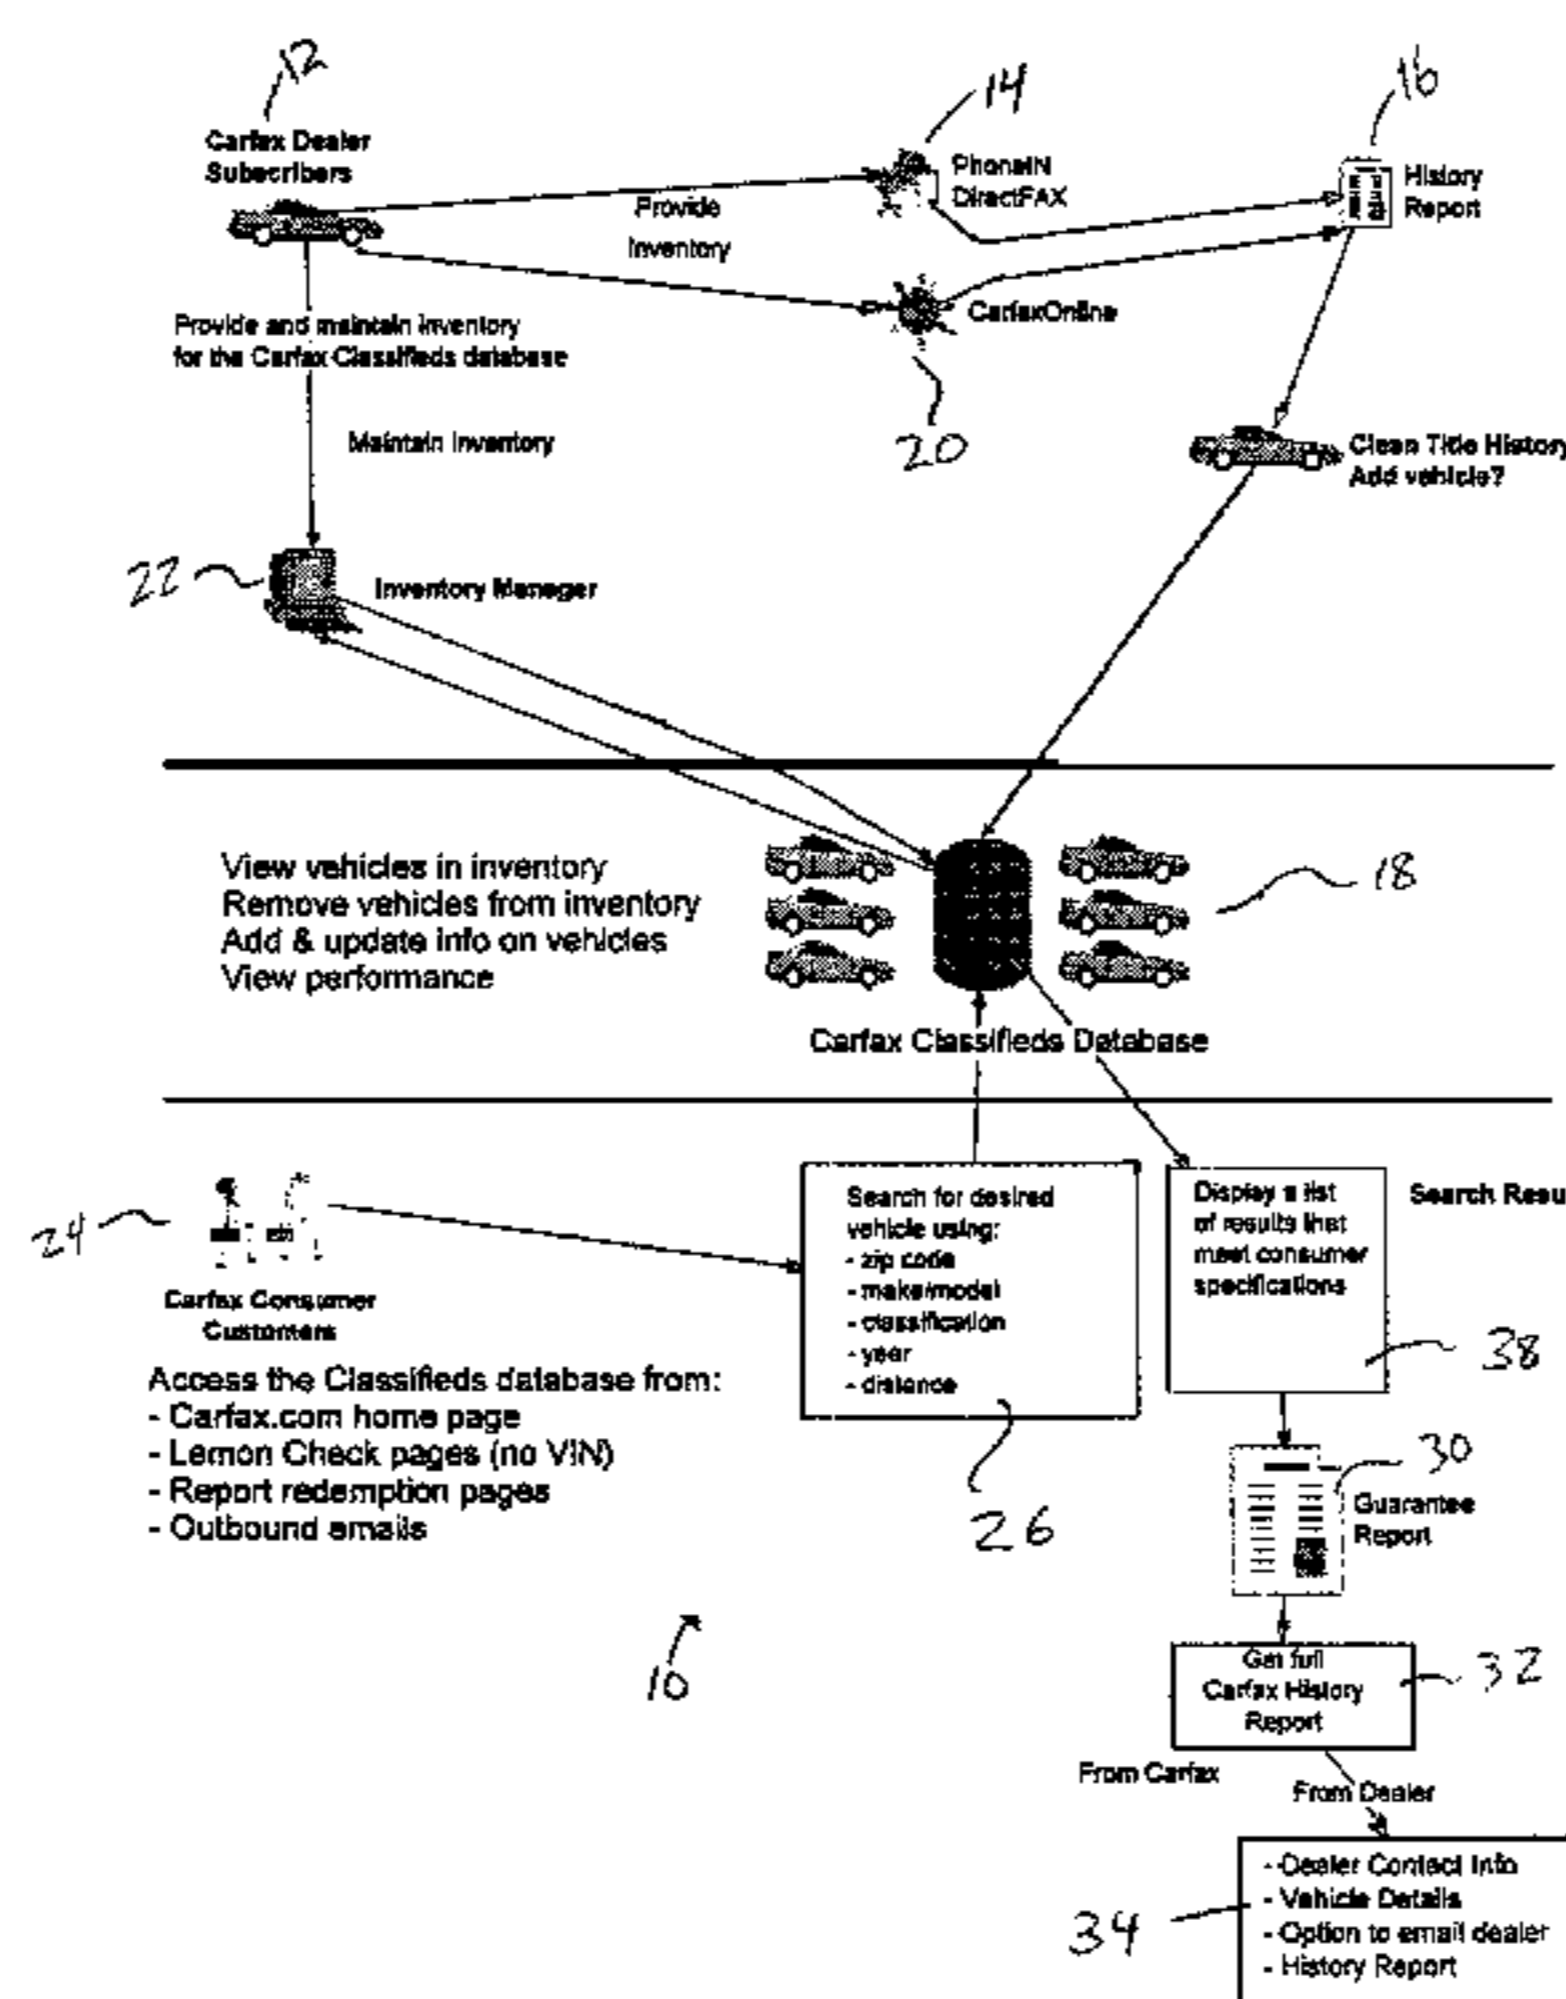 12
14
16
Carfax Dealer
Subscribers
PhoneIN
DirectFAX
History
Report
Provide
Inventory
CarfaxOnline
Provide and maintain inventory
for the Carfax Classifieds database
20
Maintain Inventory
Clean Title History
Add vehicle?
22
Inventory Manager
View vehicles in inventory
Remove vehicles from inventory
Add & update info on vehicles
View performance
18
Carfax Classifieds Database
24
Carfax Consumer
Customers
Access the Classifieds database from:
- Carfax.com home page
- Lemon Check pages (no VIN)
- Report redemption pages
- Outbound emails
Search for desired
vehicle using:
- zip code
- make/model
- classification
- year
- distance
26
Display a list
of results that
meet consumer
specifications
Search Resu
38
30
Guarantee
Report
10
Get full
Carfax History
Report
32
From Carfax
From Dealer
34
- Dealer Contact Info
- Vehicle Details
- Option to email dealer
- History Report